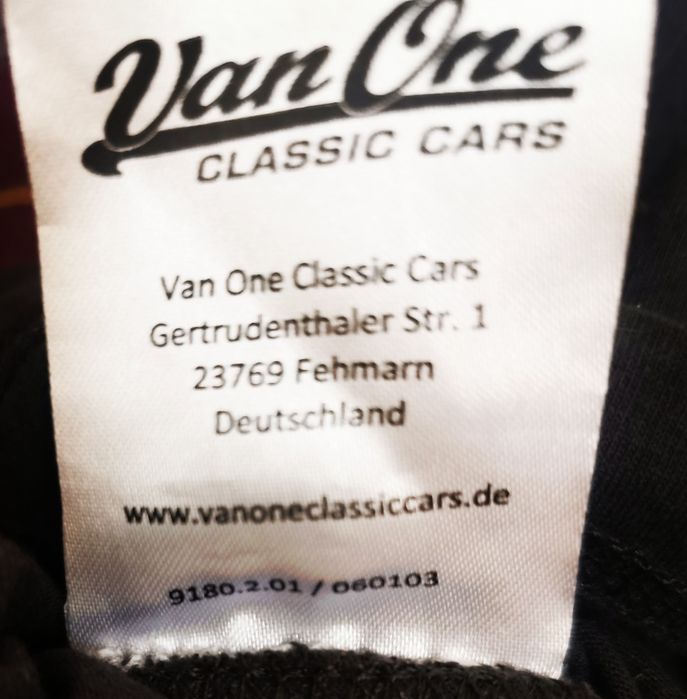 Van One
CLASSIC CARS
Van One Classic Cars
Gertrudenthaler Str. 1
23769 Fehmarn
Deutschland
www.vanoneclassiccars.de
9180.2.01 / 060103